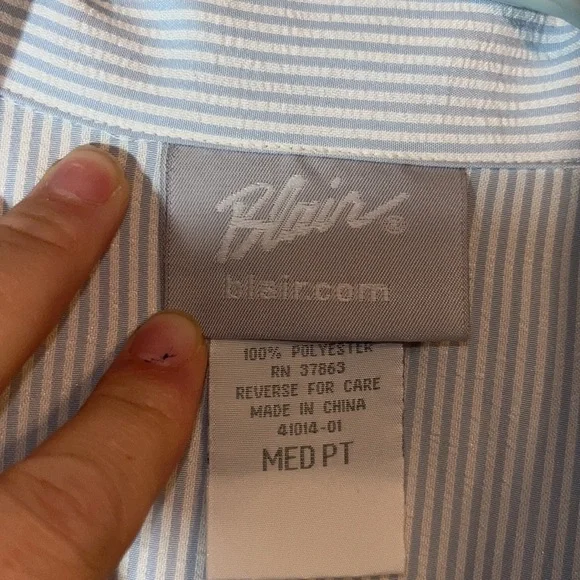 Blair®
blair.com
100% POLYESTER
RN 37863
REVERSE FOR CARE
MADE IN CHINA
41014-01
MED PT